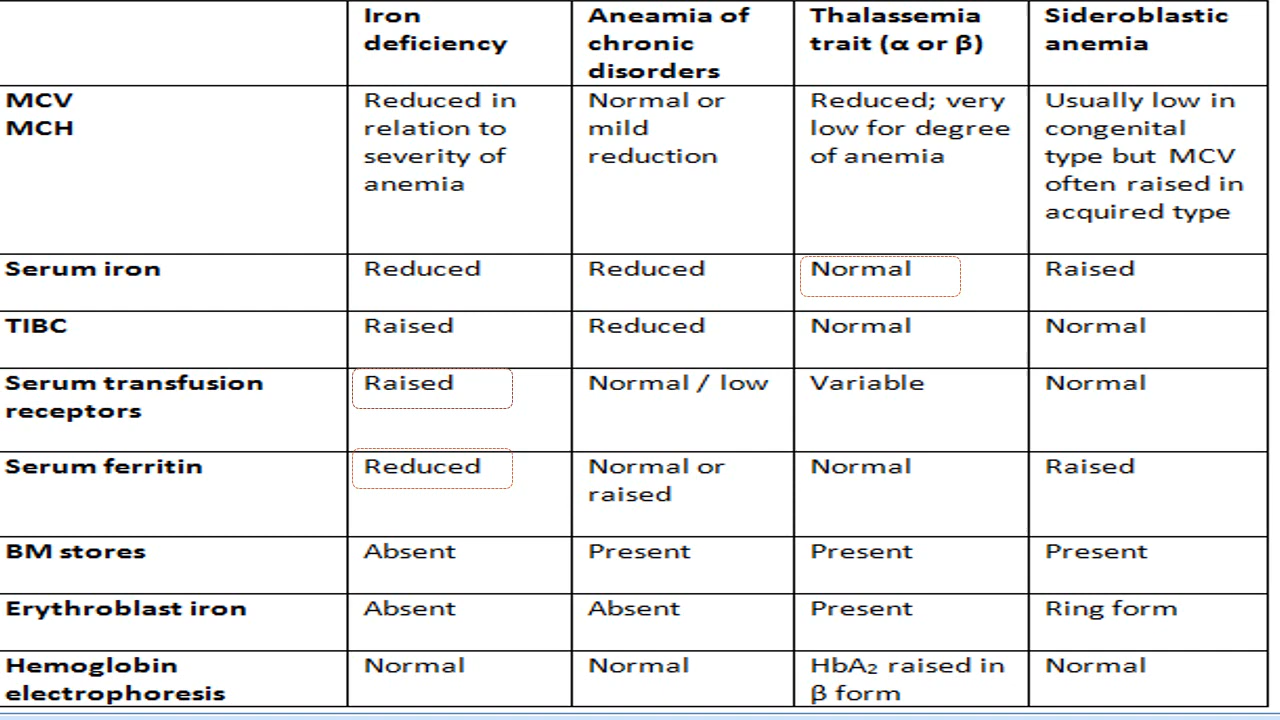 Iron deficiency | Aneamia of chronic disorders | Thalassemia trait (α or β) | Sideroblastic anemia
MCV MCH | Reduced in relation to severity of anemia | Normal or mild reduction | Reduced; very low for degree of anemia | Usually low in congenital type but MCV often raised in acquired type
Serum iron | Reduced | Reduced | Normal | Raised
TIBC | Raised | Reduced | Normal | Normal
Serum transfusion receptors | Raised | Normal / low | Variable | Normal
Serum ferritin | Reduced | Normal or raised | Normal | Raised
BM stores | Absent | Present | Present | Present
Erythroblast iron | Absent | Absent | Present | Ring form
Hemoglobin electrophoresis | Normal | Normal | HbA₂ raised in β form | Normal